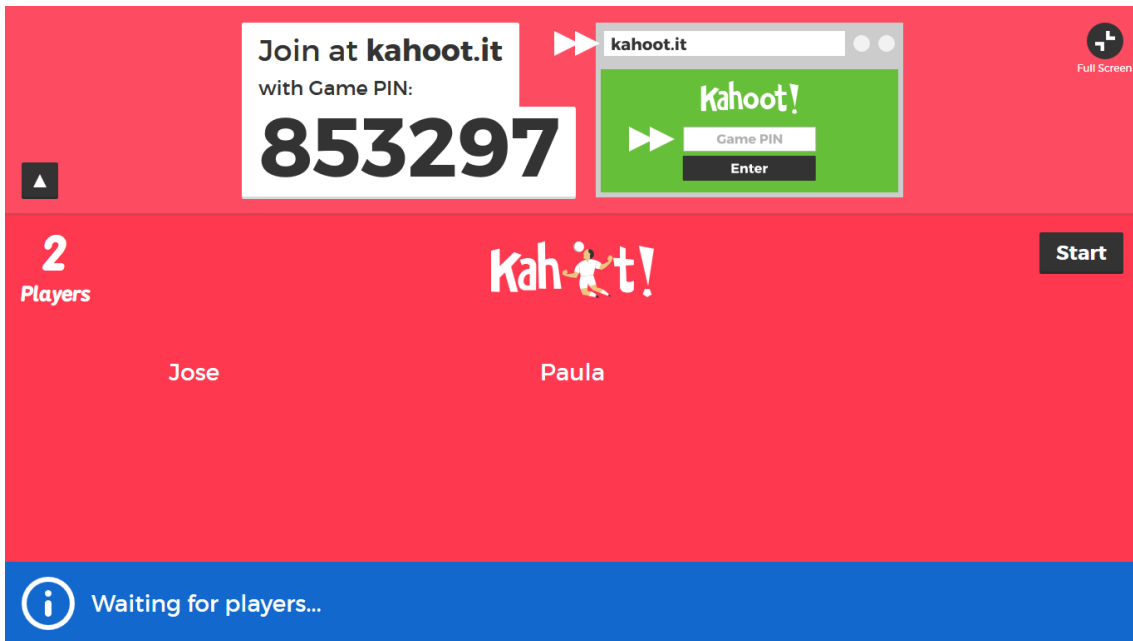 Join at kahoot.it
with Game PIN:
853297
kahoot.it
Kahoot!
Game PIN
Enter
Full Screen
2
Players
Kahoot!
Start
Jose
Paula
Waiting for players...